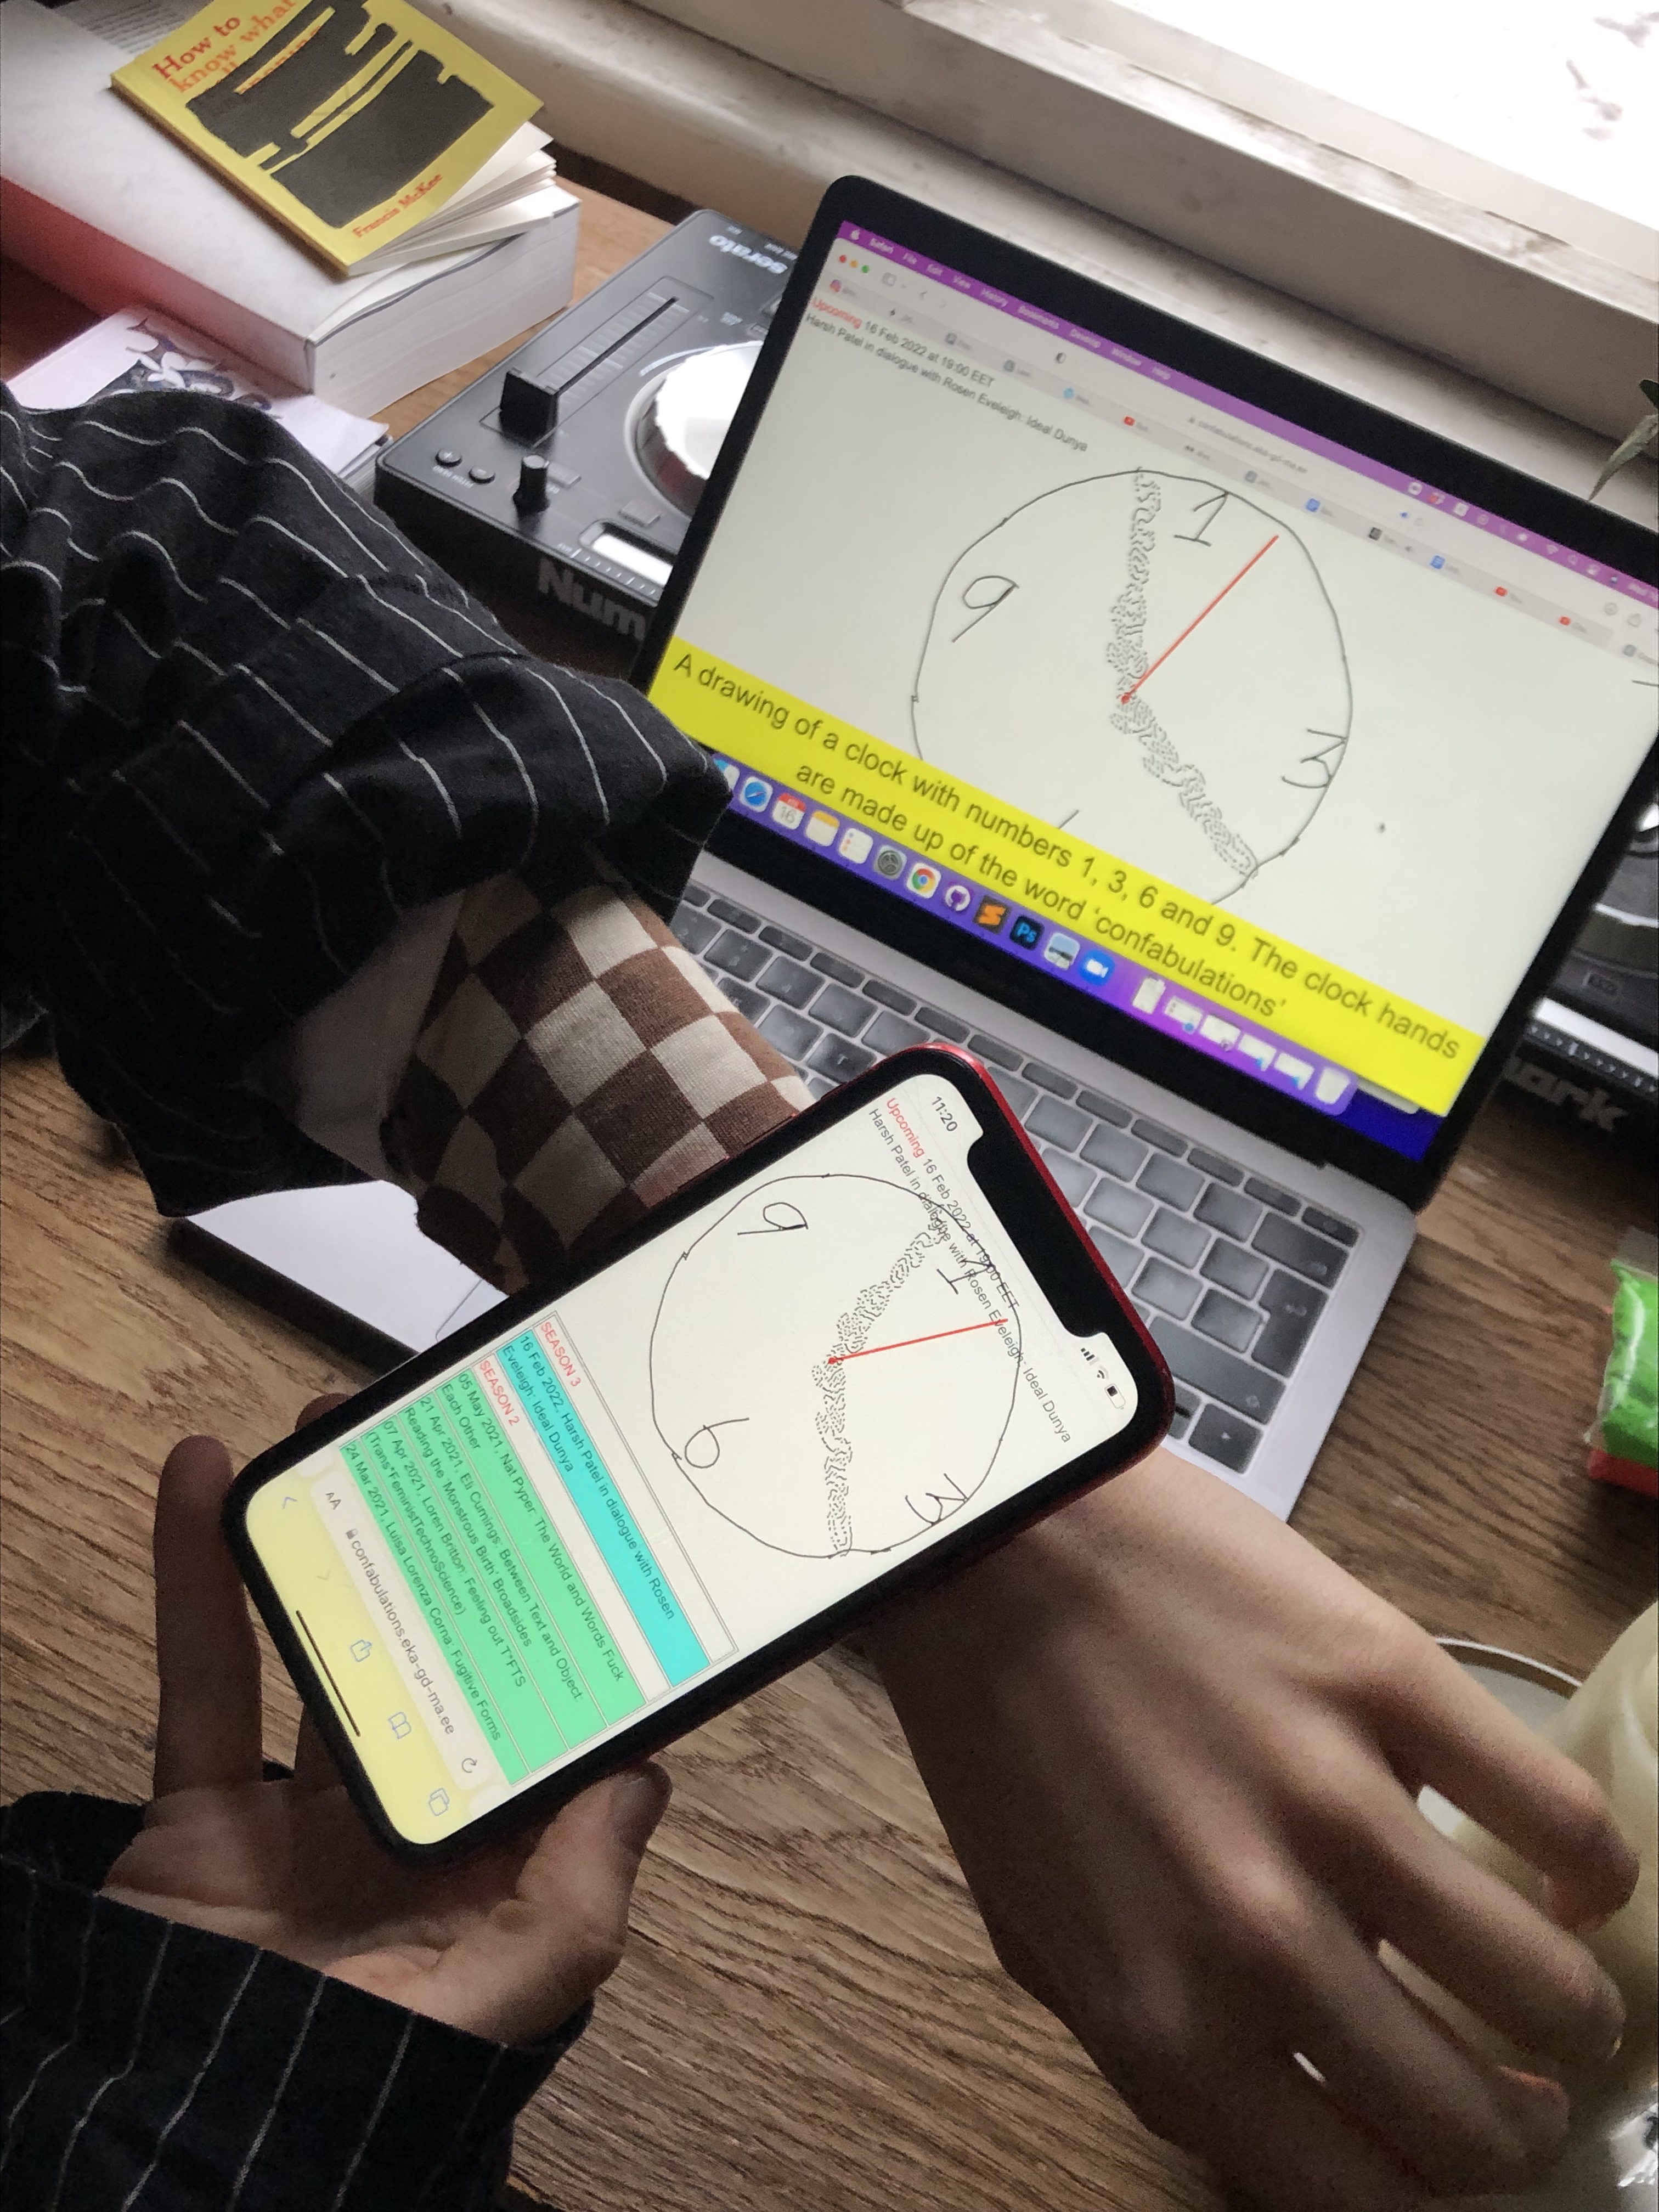 How to
know what
Francis McKee
serato
Num
Safari File Edit View History Bookmarks Develop Window Help
confabulations.eka-gd-ma.ee
Upcoming 16 Feb 2022 at 19:00 EET
Harsh Patel in dialogue with Rosen Eveleigh: Ideal Dunya
1
3
9
A drawing of a clock with numbers 1, 3, 6 and 9. The clock hands
are made up of the word ‘confabulations’
16
Ps
ark
11:20
Upcoming 16 Feb 2022 at 19:00 EET
Harsh Patel in dialogue with Rosen Eveleigh: Ideal Dunya
1
3
6
9
SEASON 3
16 Feb 2022, Harsh Patel in dialogue with Rosen
Eveleigh: Ideal Dunya
SEASON 2
05 May 2021, Nat Pyper: The World and Words Fuck
Each Other
21 Apr 2021, Eli Cumings: Between Text and Object:
Reading the ‘Monstrous Birth’ Broadsides
07 Apr 2021, Loren Britton: Feeling out T*FTS
(Trans*FeministTechnoScience)
24 Mar 2021, Luisa Lorenza Corna: Fugitive Forms
AA
confabulations.eka-gd-ma.ee